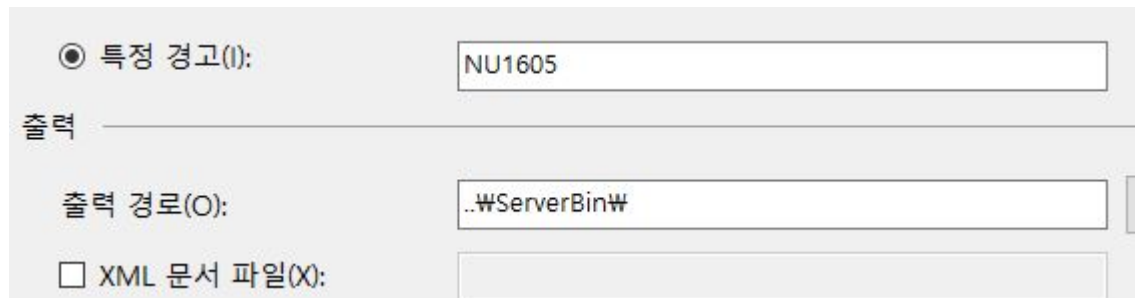 특정 경고(I): NU1605
출력
출력 경로(O): ..₩ServerBin₩
XML 문서 파일(X):